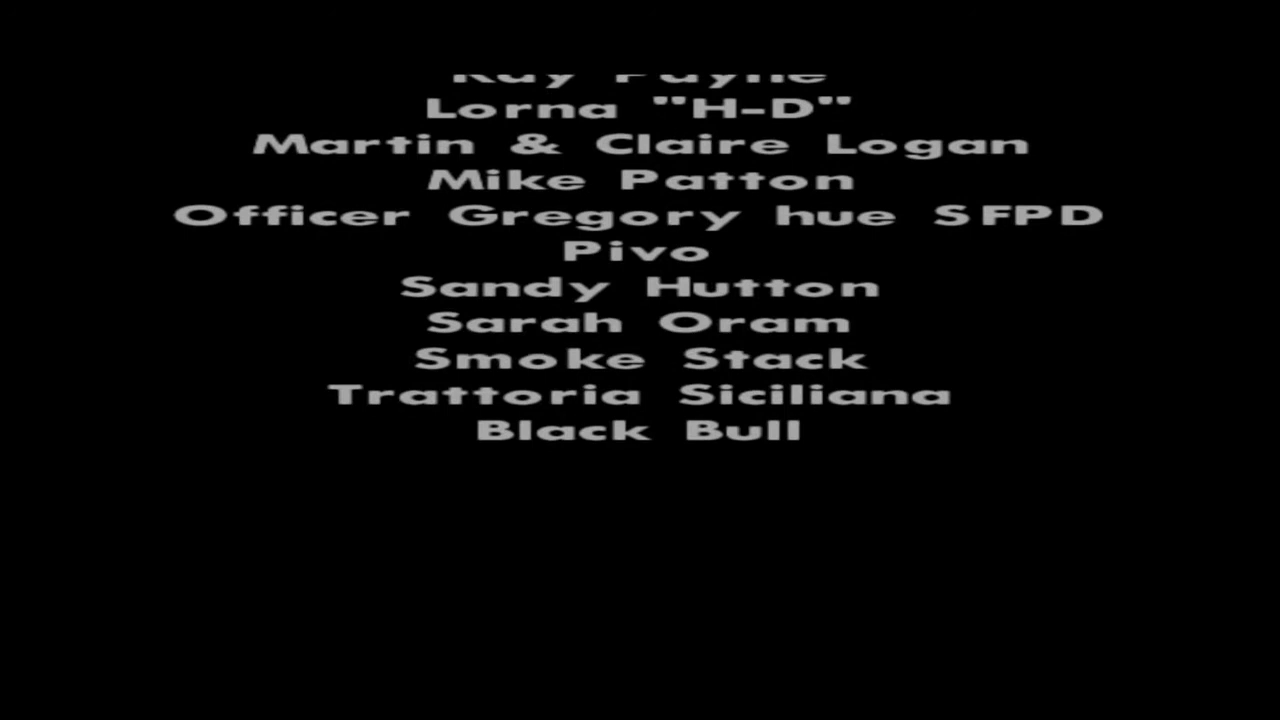 Lorna "H-D"
Martin & Claire Logan
Mike Patton
Officer Gregory hue SFPD
Pivo
Sandy Hutton
Sarah Oram
Smoke Stack
Trattoria Siciliana
Black Bull